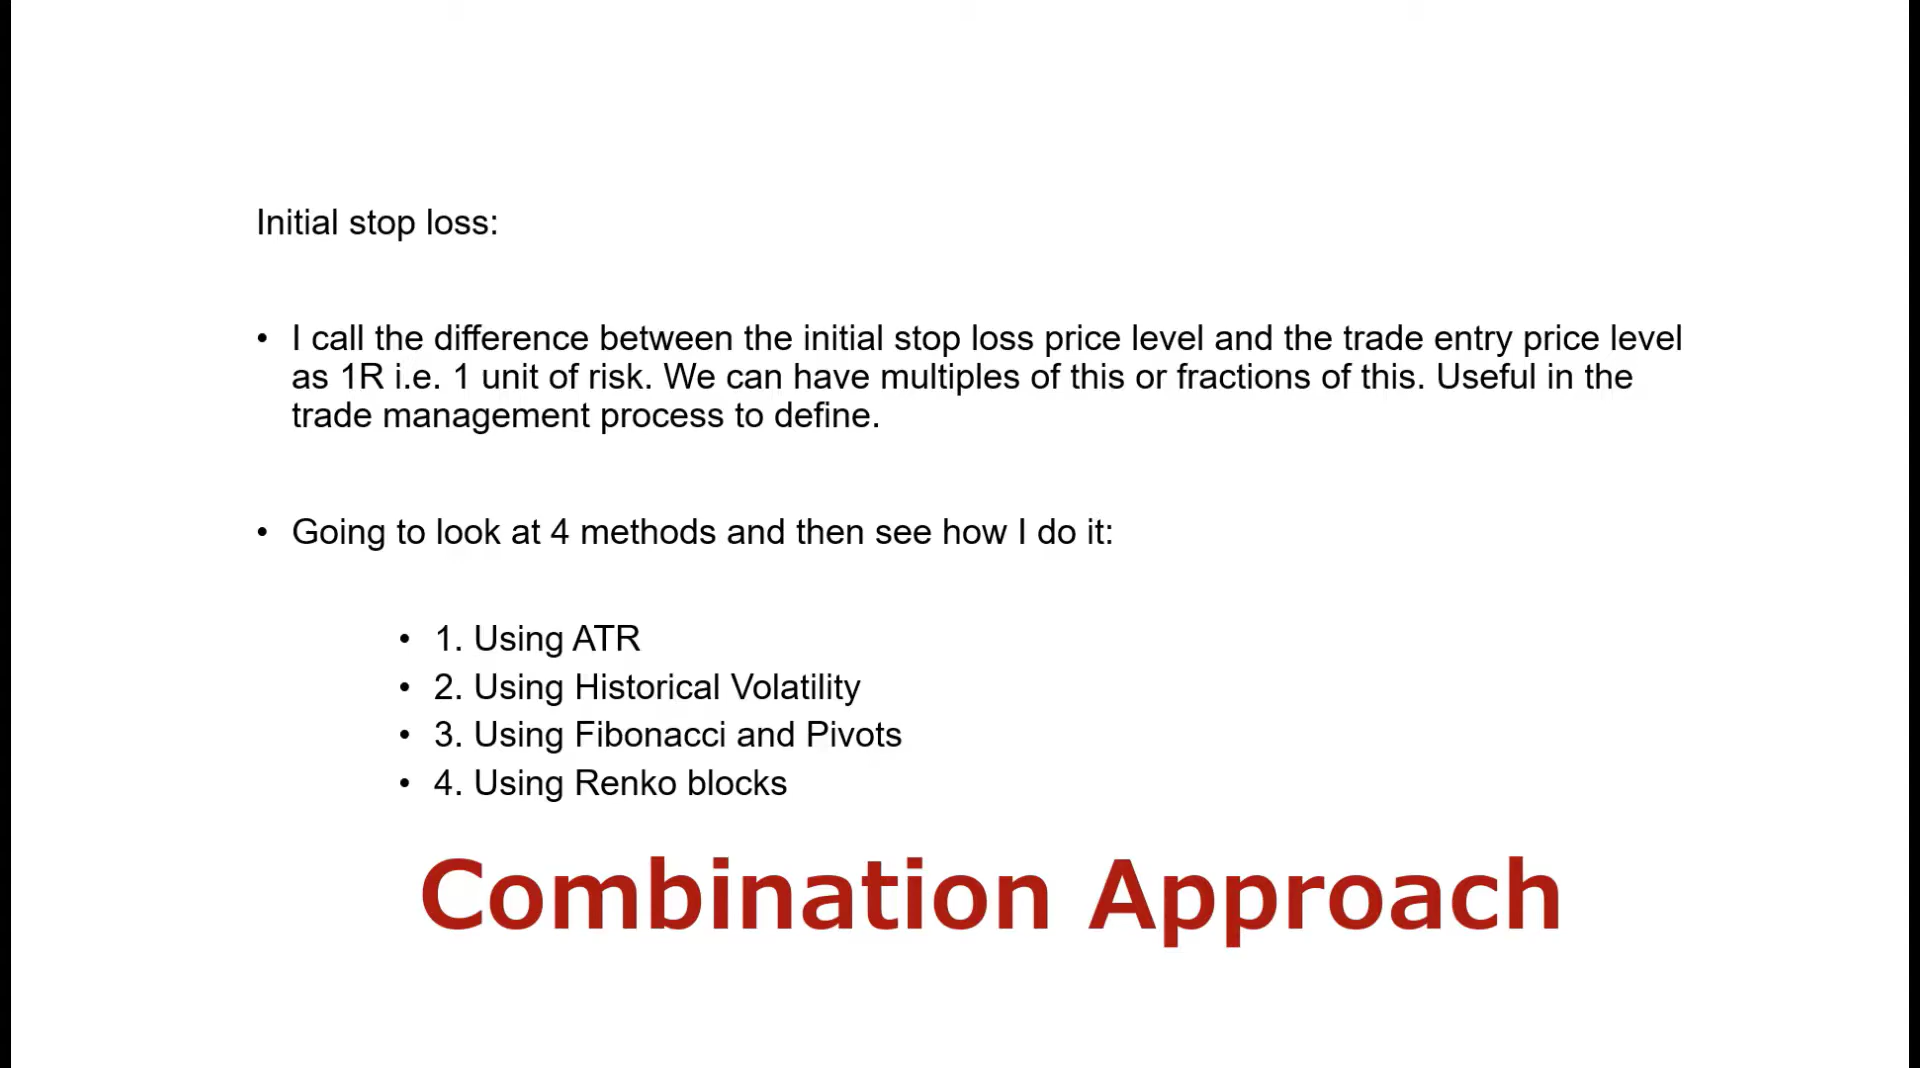 Initial stop loss:
• I call the difference between the initial stop loss price level and the trade entry price level
as 1R i.e. 1 unit of risk. We can have multiples of this or fractions of this. Useful in the
trade management process to define.
• Going to look at 4 methods and then see how I do it:
• 1. Using ATR
• 2. Using Historical Volatility
• 3. Using Fibonacci and Pivots
• 4. Using Renko blocks
Combination Approach